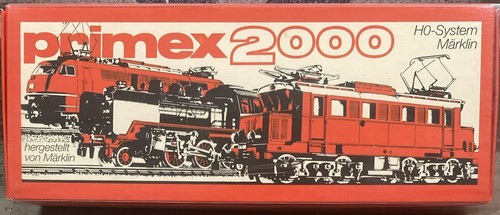 primex 2000
H0-System
Märklin
hergestellt
von Märklin